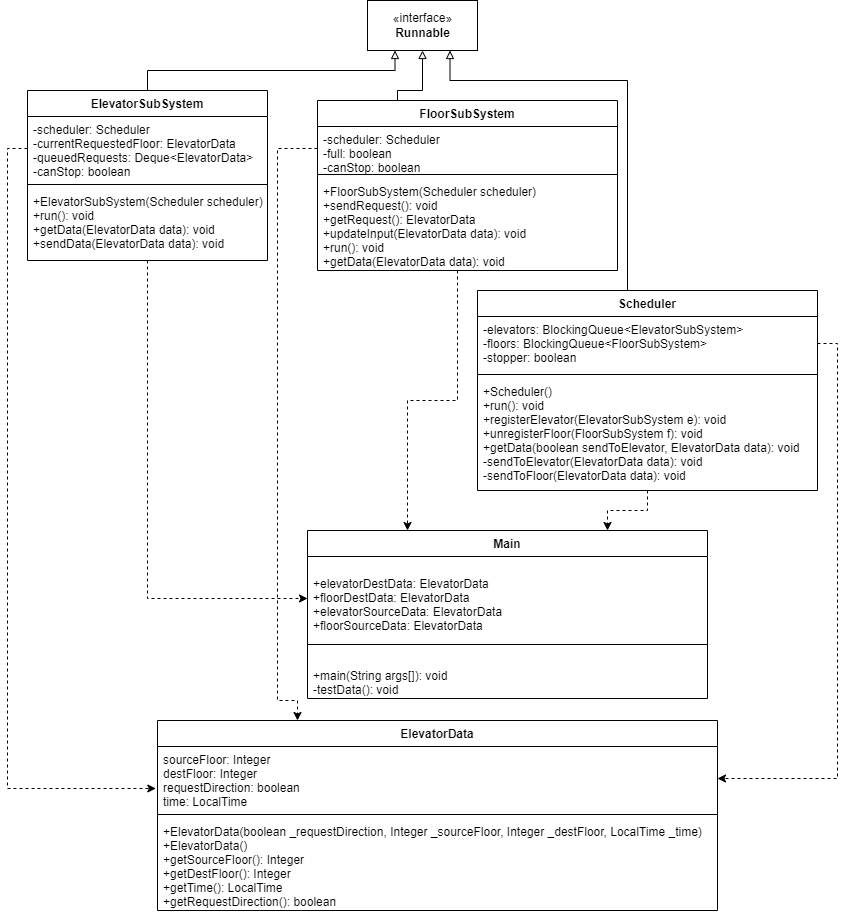 «interface»
Runnable
ElevatorSubSystem
-scheduler: Scheduler
-currentRequestedFloor: ElevatorData
-queuedRequests: Deque<ElevatorData>
-canStop: boolean
+ElevatorSubSystem(Scheduler scheduler)
+run(): void
+getData(ElevatorData data): void
+sendData(ElevatorData data): void
FloorSubSystem
-scheduler: Scheduler
-full: boolean
-canStop: boolean
+FloorSubSystem(Scheduler scheduler)
+sendRequest(): void
+getRequest(): ElevatorData
+updateInput(ElevatorData data): void
+run(): void
+getData(ElevatorData data): void
Scheduler
-elevators: BlockingQueue<ElevatorSubSystem>
-floors: BlockingQueue<FloorSubSystem>
-stopper: boolean
+Scheduler()
+run(): void
+registerElevator(ElevatorSubSystem e): void
+unregisterFloor(FloorSubSystem f): void
+getData(boolean sendToElevator, ElevatorData data): void
-sendToElevator(ElevatorData data): void
-sendToFloor(ElevatorData data): void
Main
+elevatorDestData: ElevatorData
+floorDestData: ElevatorData
+elevatorSourceData: ElevatorData
+floorSourceData: ElevatorData
+main(String args[]): void
-testData(): void
ElevatorData
sourceFloor: Integer
destFloor: Integer
requestDirection: boolean
time: LocalTime
+ElevatorData(boolean _requestDirection, Integer _sourceFloor, Integer _destFloor, LocalTime _time)
+ElevatorData()
+getSourceFloor(): Integer
+getDestFloor(): Integer
+getTime(): LocalTime
+getRequestDirection(): boolean